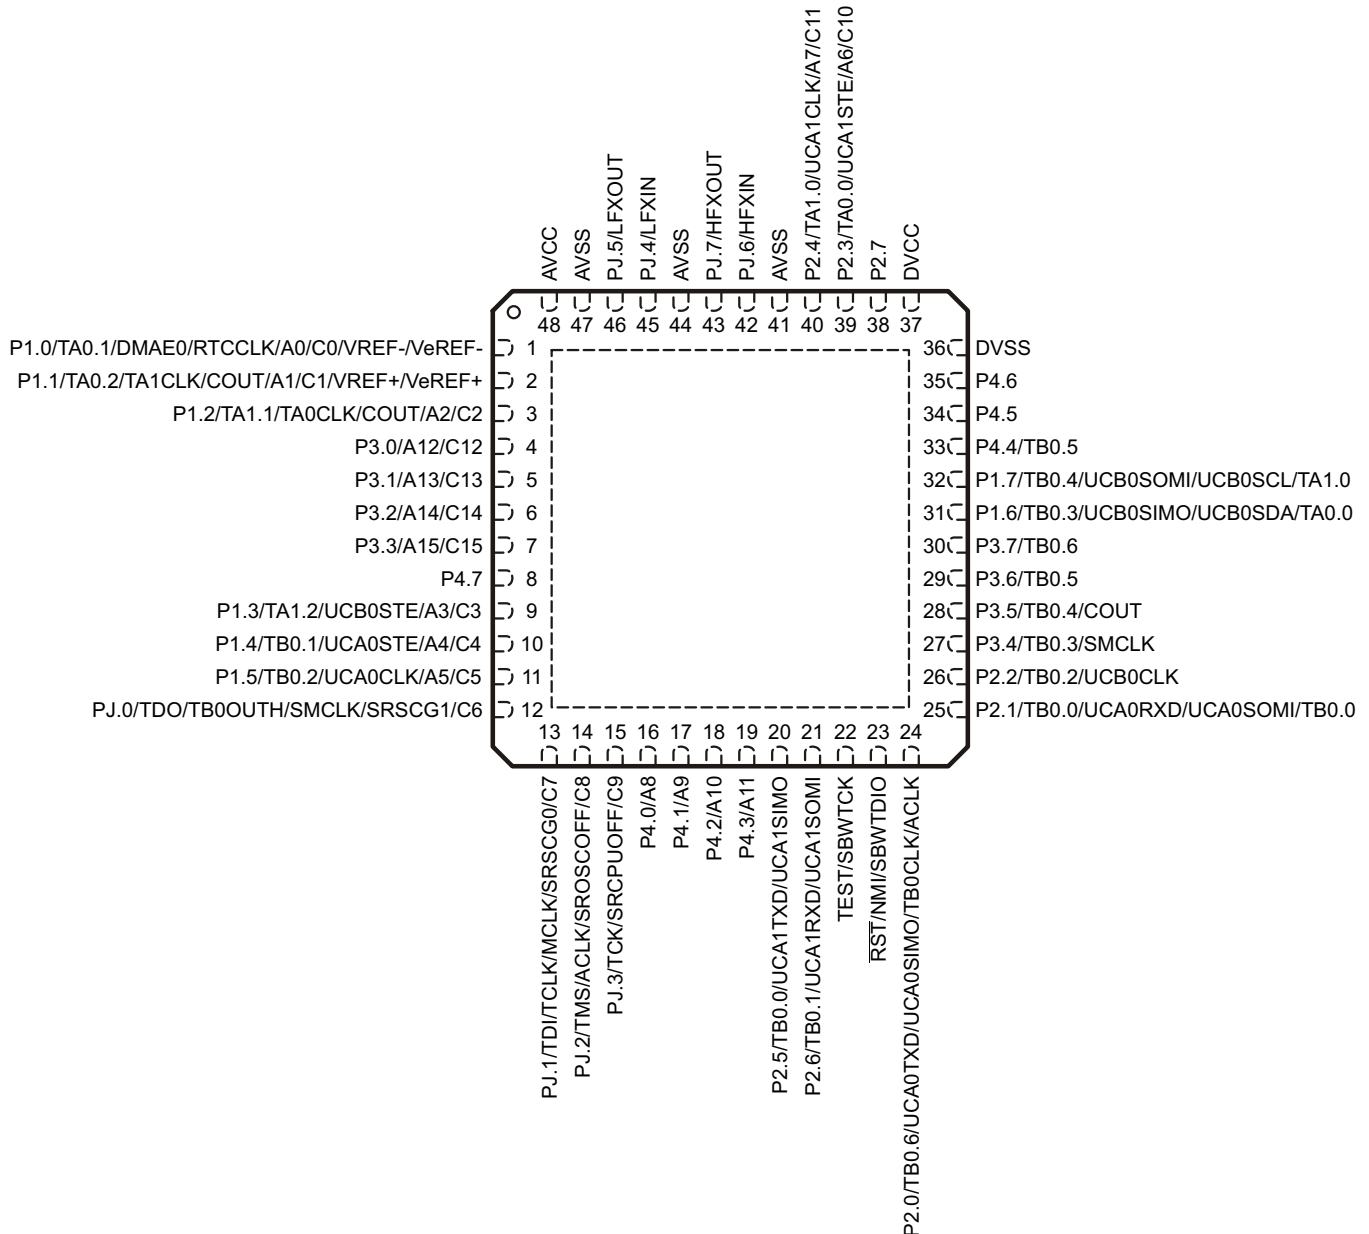 P2.4/TA1.0/UCA1CLK/A7/C11
P2.3/TA0.0/UCA1STE/A6/C10
AVCC
AVSS
PJ.5/LFXOUT
PJ.4/LFXIN
AVSS
PJ.7/HFXOUT
PJ.6/HFXIN
AVSS
P2.7
DVCC
48 47 46 45 44 43 42 41 40 39 38 37
P1.0/TA0.1/DMAE0/RTCCLK/A0/C0/VREF-/VeREF- 1
P1.1/TA0.2/TA1CLK/COUT/A1/C1/VREF+/VeREF+ 2
P1.2/TA1.1/TA0CLK/COUT/A2/C2 3
P3.0/A12/C12 4
P3.1/A13/C13 5
P3.2/A14/C14 6
P3.3/A15/C15 7
P4.7 8
P1.3/TA1.2/UCB0STE/A3/C3 9
P1.4/TB0.1/UCA0STE/A4/C4 10
P1.5/TB0.2/UCA0CLK/A5/C5 11
PJ.0/TDO/TB0OUTH/SMCLK/SRSCG1/C6 12
36 DVSS
35 P4.6
34 P4.5
33 P4.4/TB0.5
32 P1.7/TB0.4/UCB0SOMI/UCB0SCL/TA1.0
31 P1.6/TB0.3/UCB0SIMO/UCB0SDA/TA0.0
30 P3.7/TB0.6
29 P3.6/TB0.5
28 P3.5/TB0.4/COUT
27 P3.4/TB0.3/SMCLK
26 P2.2/TB0.2/UCB0CLK
25 P2.1/TB0.0/UCA0RXD/UCA0SOMI/TB0.0
13 14 15 16 17 18 19 20 21 22 23 24
PJ.1/TDI/TCLK/MCLK/SRSCG0/C7
PJ.2/TMS/ACLK/SROSCOFF/C8
PJ.3/TCK/SRCPUOFF/C9
P4.0/A8
P4.1/A9
P4.2/A10
P4.3/A11
P2.5/TB0.0/UCA1TXD/UCA1SIMO
P2.6/TB0.1/UCA1RXD/UCA1SOMI
TEST/SBWTCK
RST/NMI/SBWTDIO
P2.0/TB0.6/UCA0TXD/UCA0SIMO/TB0CLK/ACLK